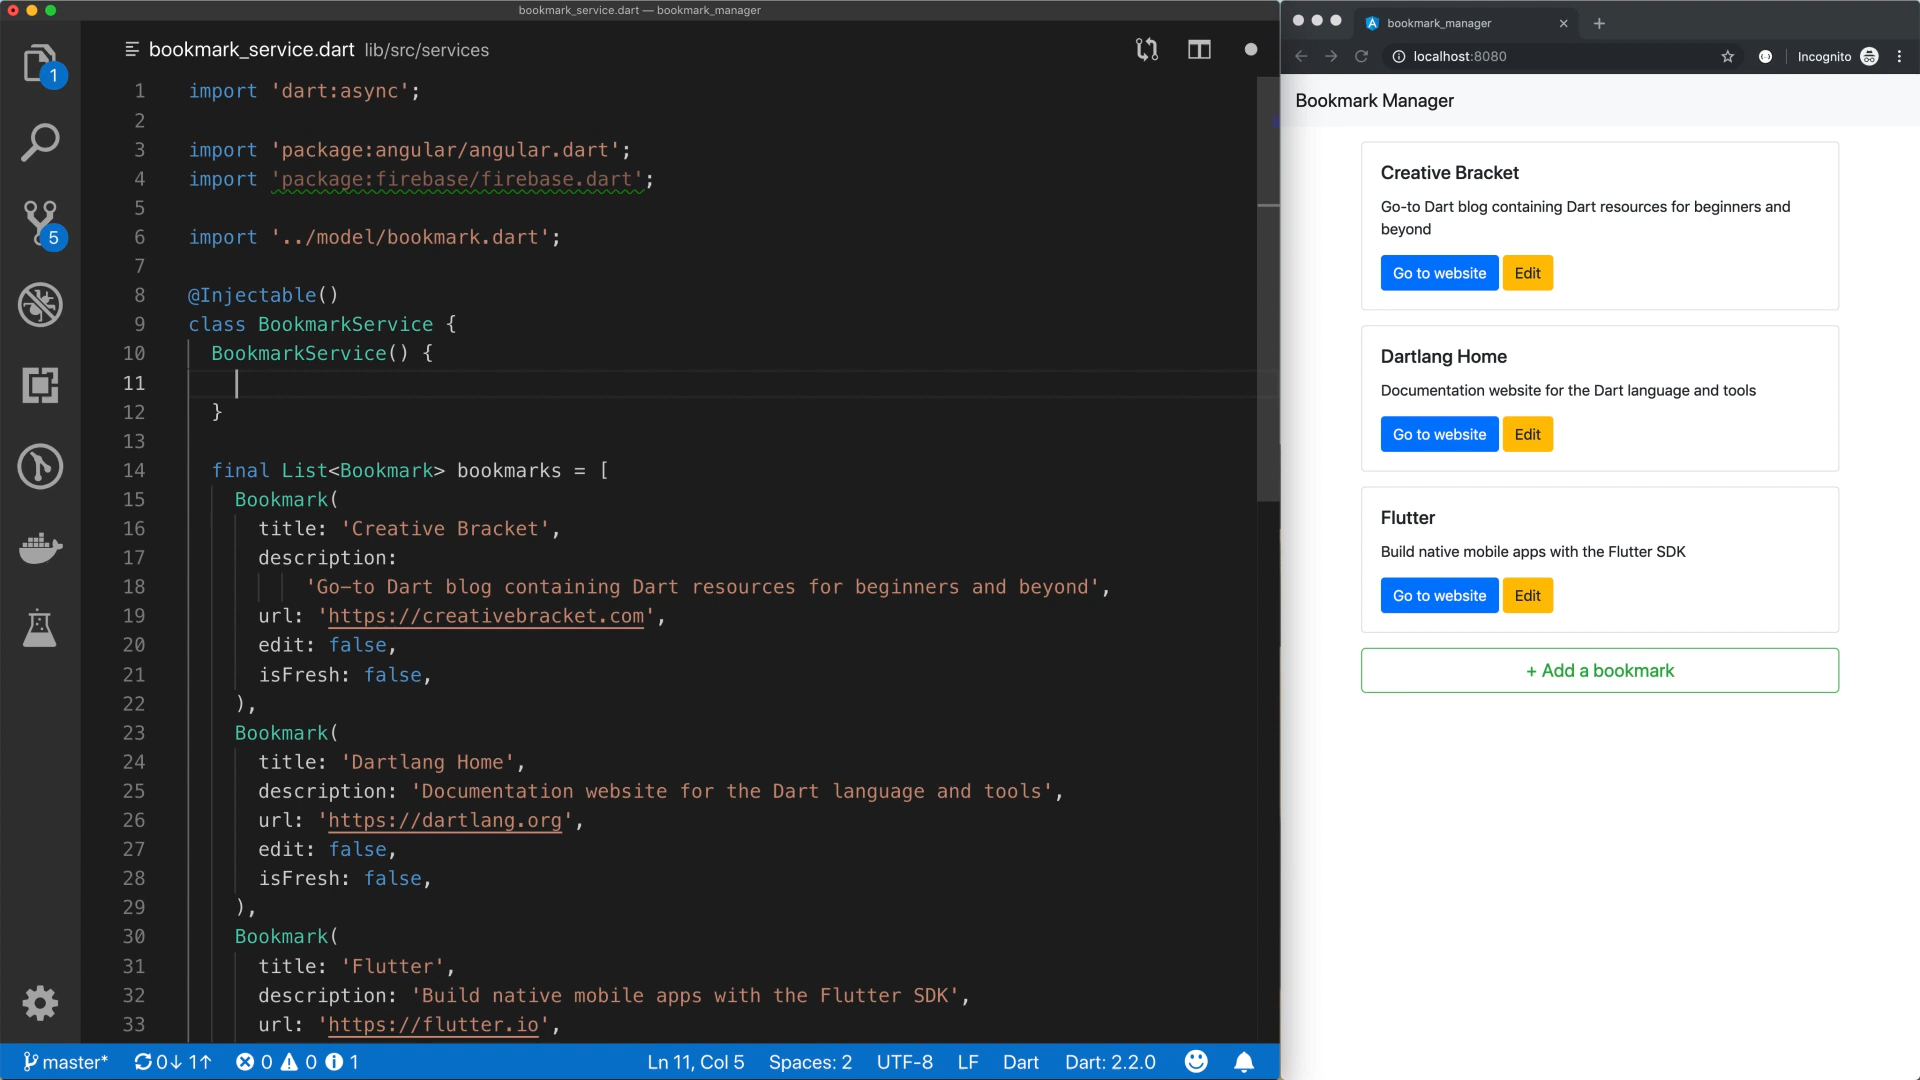 bookmark_service.dart — bookmark_manager
bookmark_service.dart lib/src/services
1 import 'dart:async';
2
3 import 'package:angular/angular.dart';
4 import 'package:firebase/firebase.dart';
5
6 import '../model/bookmark.dart';
7
8 @Injectable()
9 class BookmarkService {
10 BookmarkService() {
11
12 }
13
14 final List<Bookmark> bookmarks = [
15 Bookmark(
16 title: 'Creative Bracket',
17 description:
18 'Go-to Dart blog containing Dart resources for beginners and beyond',
19 url: 'https://creativebracket.com',
20 edit: false,
21 isFresh: false,
22 ),
23 Bookmark(
24 title: 'Dartlang Home',
25 description: 'Documentation website for the Dart language and tools',
26 url: 'https://dartlang.org',
27 edit: false,
28 isFresh: false,
29 ),
30 Bookmark(
31 title: 'Flutter',
32 description: 'Build native mobile apps with the Flutter SDK',
33 url: 'https://flutter.io',
1
5
master* 0↓ 1↑ 0 0 1 Ln 11, Col 5 Spaces: 2 UTF-8 LF Dart Dart: 2.2.0
bookmark_manager
localhost:8080 Incognito
Bookmark Manager
Creative Bracket
Go-to Dart blog containing Dart resources for beginners and
beyond
Go to website Edit
Dartlang Home
Documentation website for the Dart language and tools
Go to website Edit
Flutter
Build native mobile apps with the Flutter SDK
Go to website Edit
+ Add a bookmark